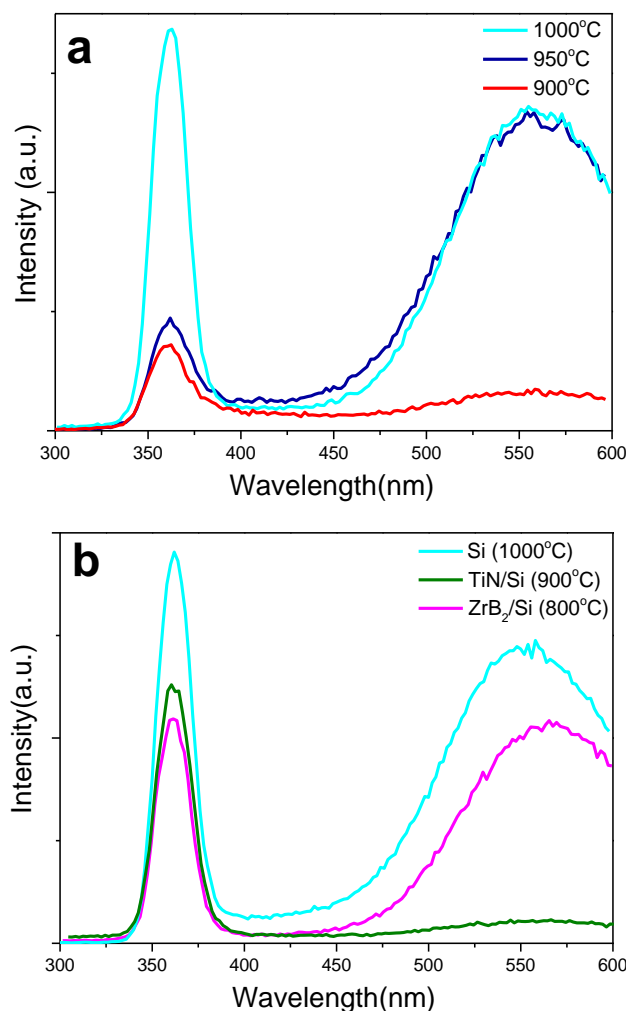 a
1000°C
950°C
900°C
Intensity (a.u.)
300 350 400 450 500 550 600
Wavelength(nm)
b
Si (1000°C)
TiN/Si (900°C)
ZrB₂/Si (800°C)
Intensity(a.u.)
300 350 400 450 500 550 600
Wavelength(nm)